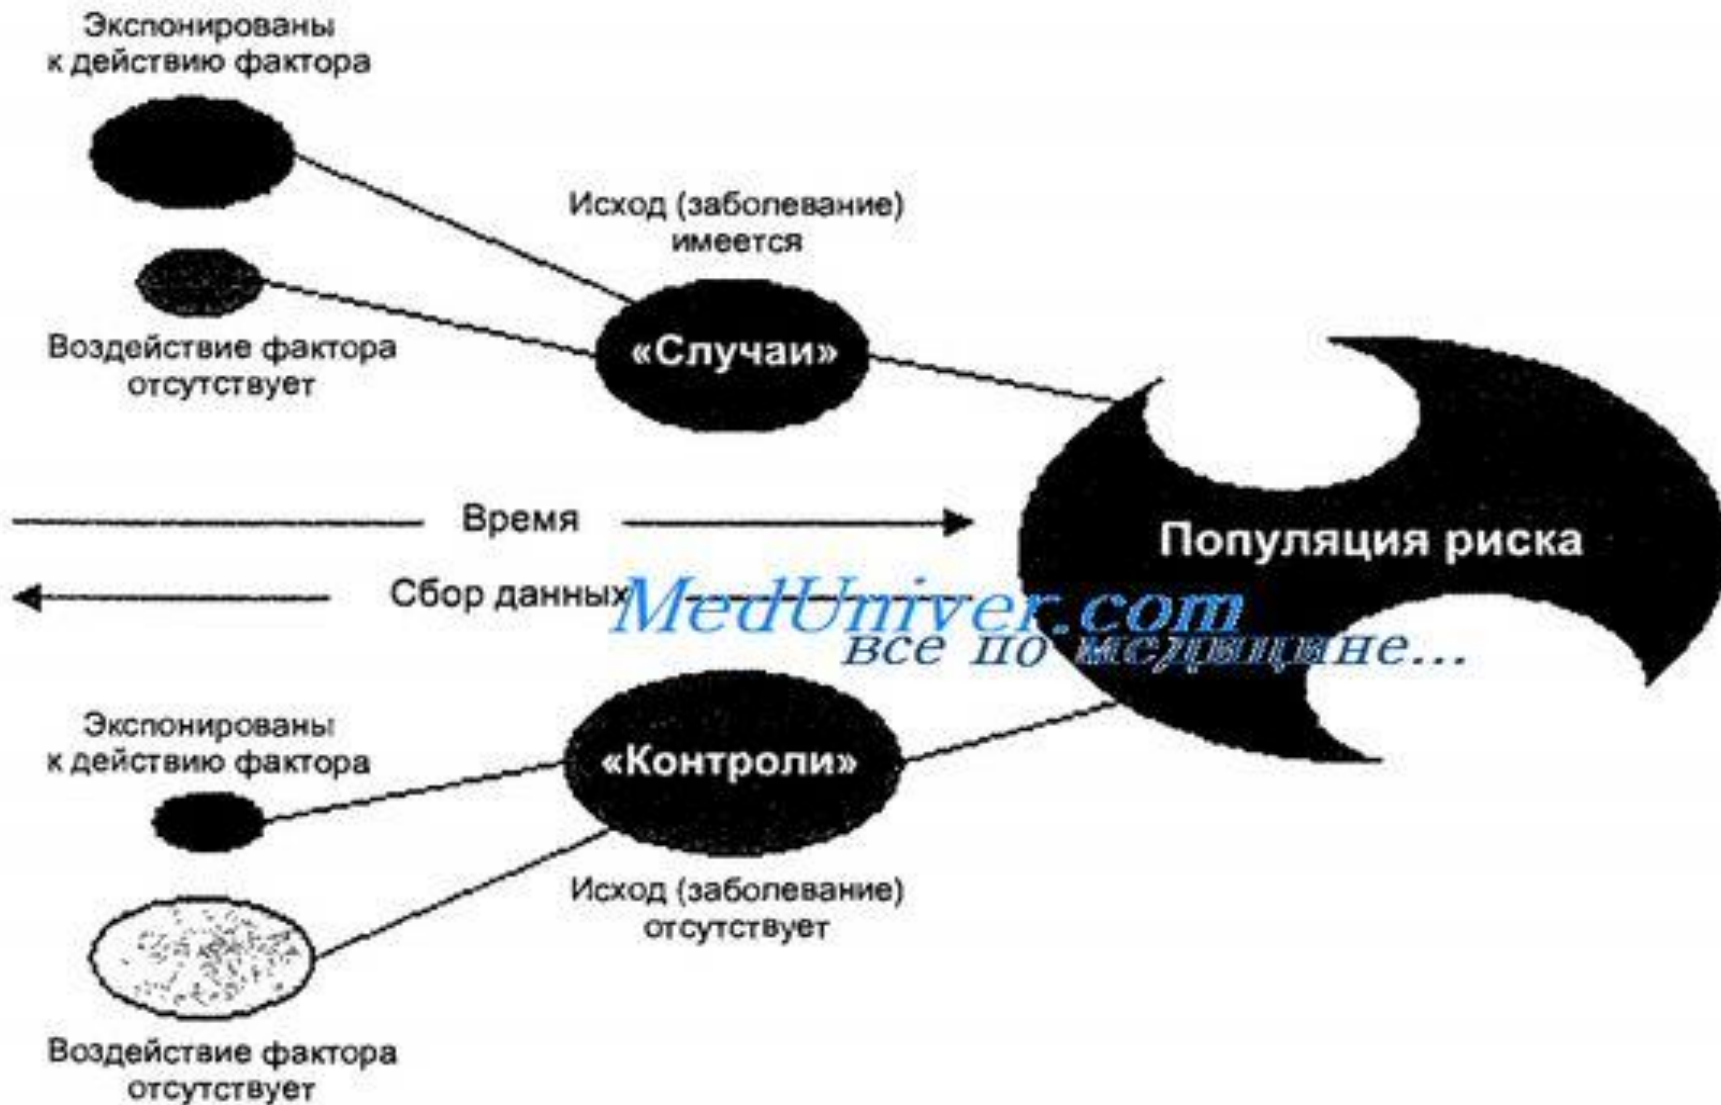 Экспонированы
к действию фактора
Исход (заболевание)
имеется
Воздействие фактора
отсутствует
«Случаи»
Время
Популяция риска
Сбор данных
MedUniver.com
все по медицине...
Экспонированы
к действию фактора
«Контроли»
Исход (заболевание)
отсутствует
Воздействие фактора
отсутствует